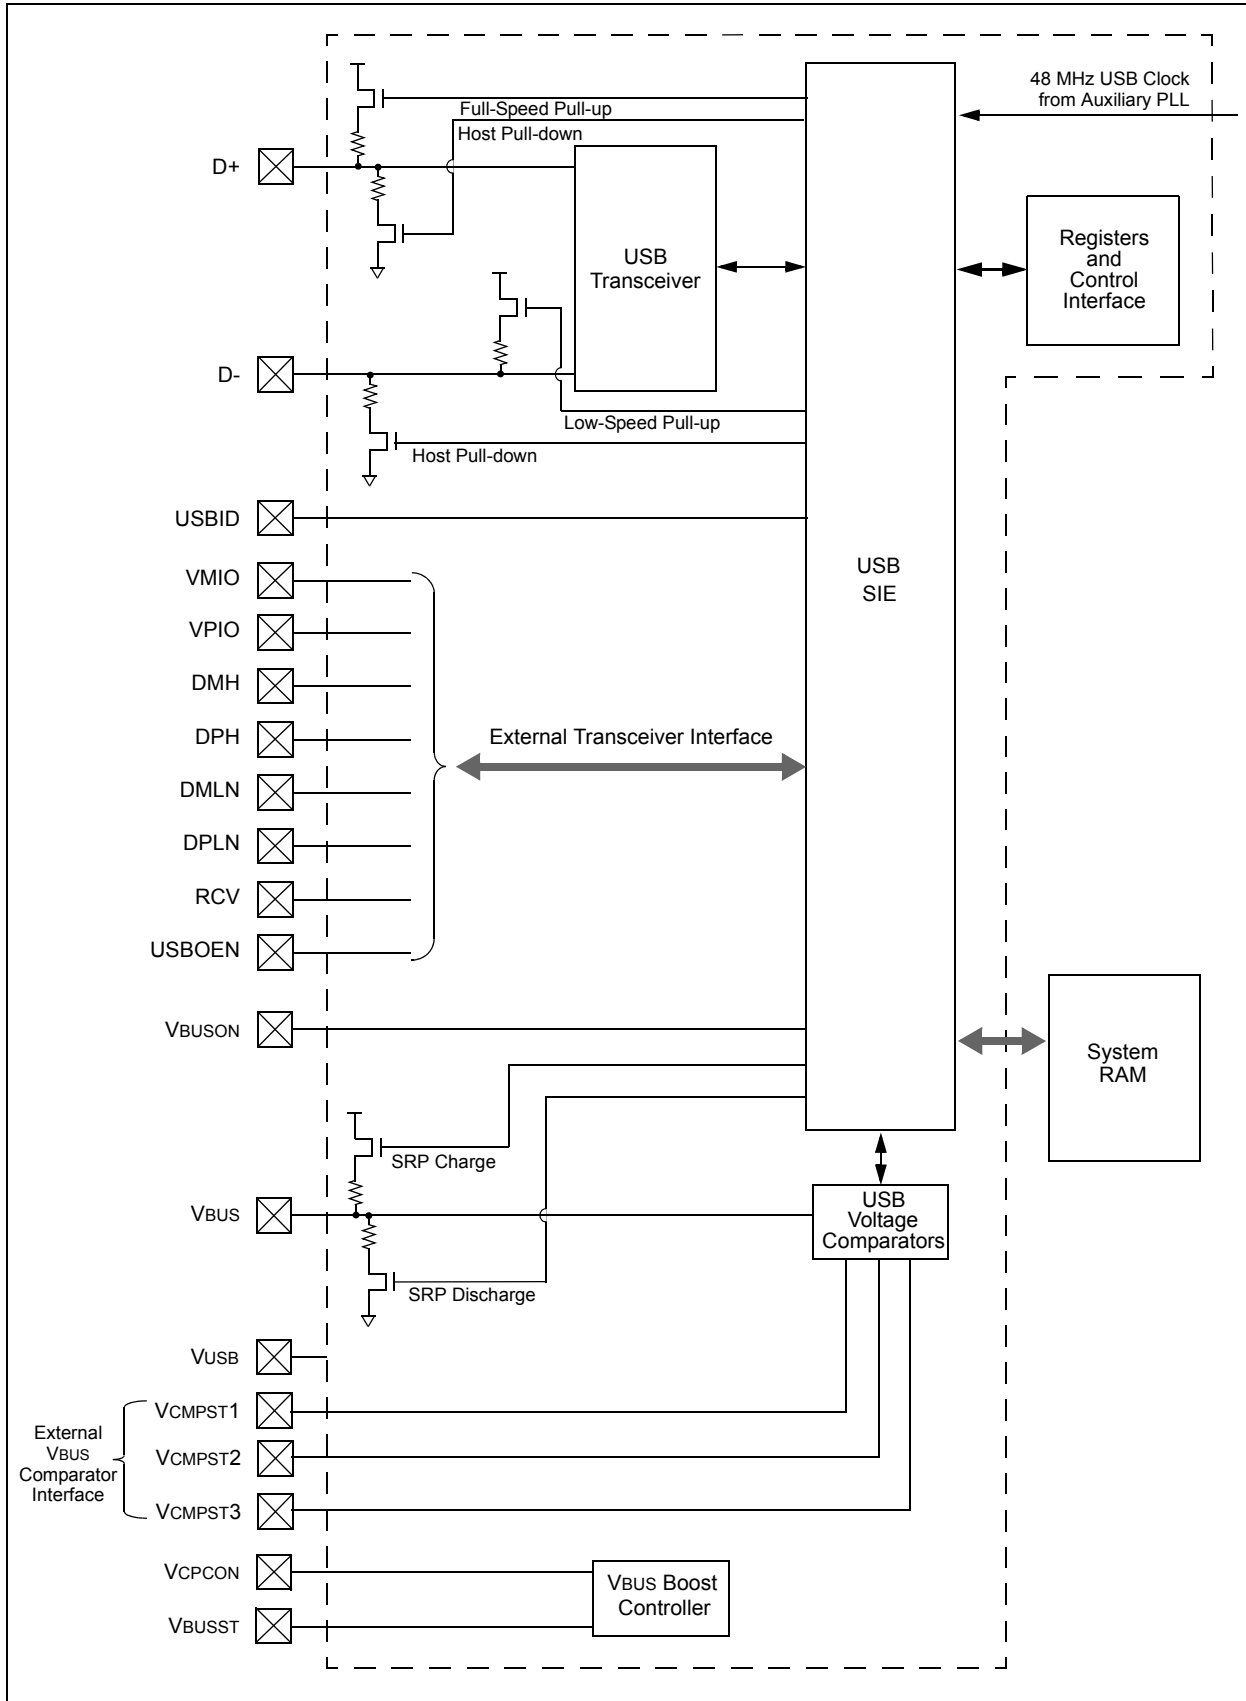 48 MHz USB Clock
from Auxiliary PLL
Full-Speed Pull-up
Host Pull-down
D+
USB
Transceiver
Registers
and
Control
Interface
D-
Low-Speed Pull-up
Host Pull-down
USBID
USB
SIE
VMIO
VPIO
DMH
DPH
External Transceiver Interface
DMLN
DPLN
RCV
USBOEN
VBUSON
System
RAM
SRP Charge
VBUS
USB
Voltage
Comparators
SRP Discharge
VUSB
External
VBUS
Comparator
Interface
VCMPST1
VCMPST2
VCMPST3
VCPCON
VBUS Boost
Controller
VBUSST